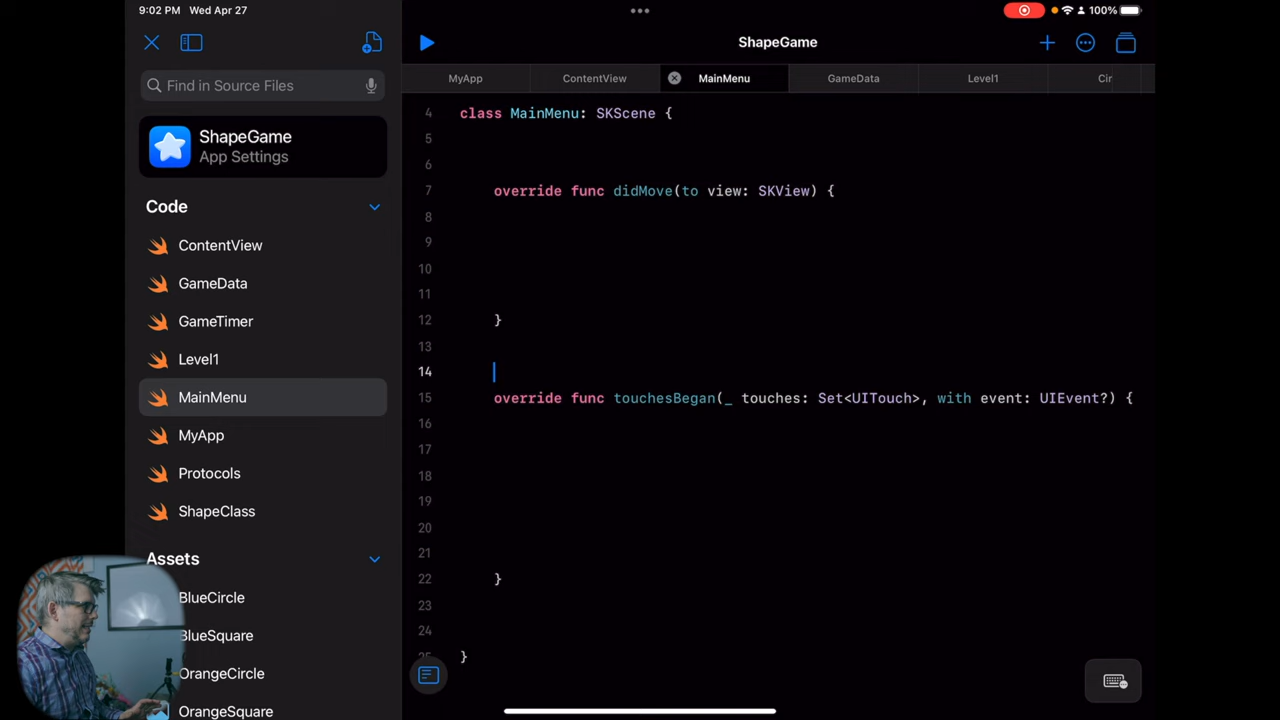 9:02 PM Wed Apr 27
100%
ShapeGame
Find in Source Files
MyApp
ContentView
MainMenu
GameData
Level1
Cir
ShapeGame
App Settings
Code
ContentView
GameData
GameTimer
Level1
MainMenu
MyApp
Protocols
ShapeClass
Assets
BlueCircle
BlueSquare
OrangeCircle
OrangeSquare
4 class MainMenu: SKScene {
5
6
7 override func didMove(to view: SKView) {
8
9
10
11
12 }
13
14
15 override func touchesBegan(_ touches: Set<UITouch>, with event: UIEvent?) {
16
17
18
19
20
21
22 }
23
24
25 }